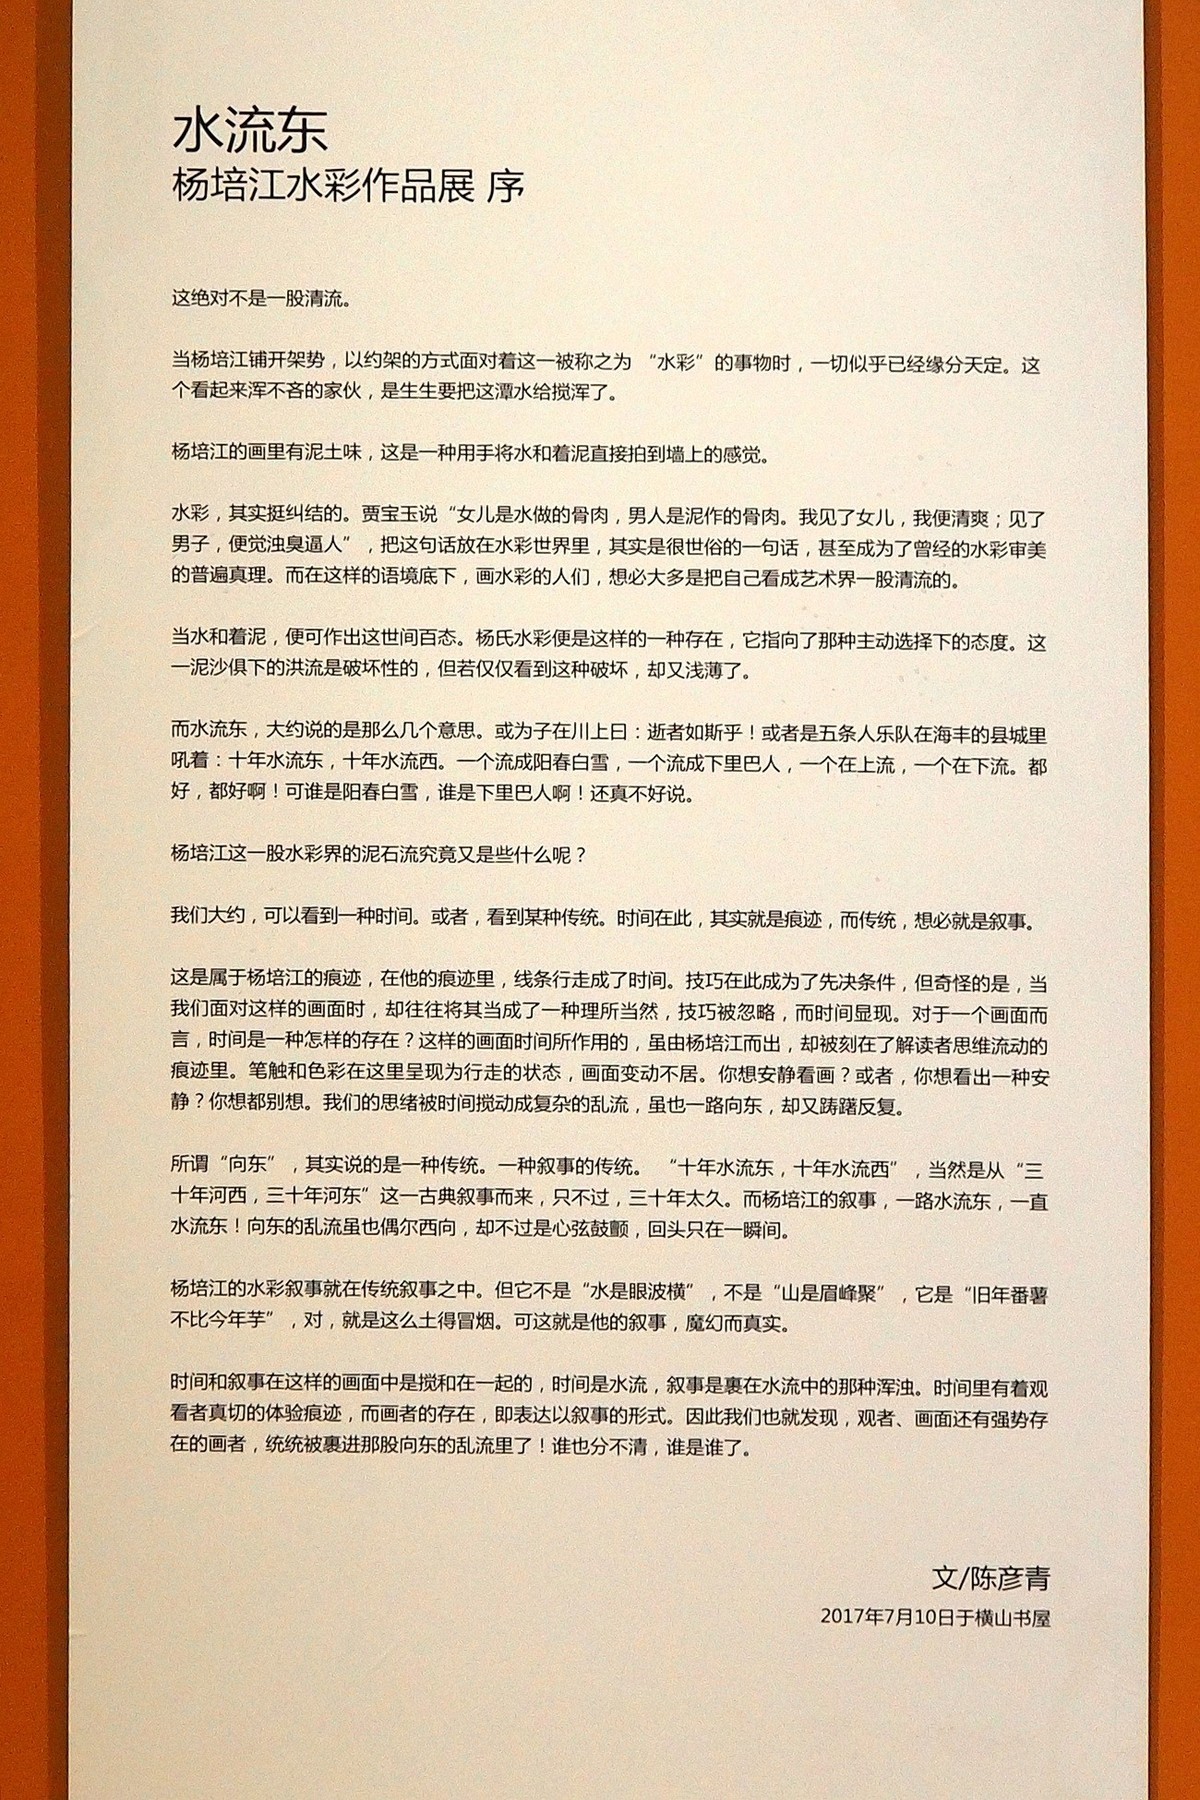 水流东
杨培江水彩作品展 序
这绝对不是一股清流。
当杨培江铺开架势，以约架的方式面对着这一被称之为 “水彩”的事物时，一切似乎已经缘分天定。这
个看起来浑不吝的家伙，是生生要把这潭水给搅浑了。
杨培江的画里有泥土味，这是一种用手将水和着泥直接拍到墙上的感觉。
水彩，其实挺纠结的。贾宝玉说“女儿是水做的骨肉，男人是泥作的骨肉。我见了女儿，我便清爽；见了
男子，便觉浊臭逼人”，把这句话放在水彩世界里，其实是很世俗的一句话，甚至成为了曾经的水彩审美
的普遍真理。而在这样的语境底下，画水彩的人们，想必大多是把自己看成艺术界一股清流的。
当水和着泥，便可作出这世间百态。杨氏水彩便是这样的一种存在，它指向了那种主动选择下的态度。这
一泥沙俱下的洪流是破坏性的，但若仅仅看到这种破坏，却又浅薄了。
而水流东，大约说的是那么几个意思。或为子在川上曰：逝者如斯乎！或者是五条人乐队在海丰的县城里
吼着：十年水流东，十年水流西。一个流成阳春白雪，一个流成下里巴人，一个在上流，一个在下流。都
好，都好啊！可谁是阳春白雪，谁是下里巴人啊！还真不好说。
杨培江这一股水彩界的泥石流究竟又是些什么呢？
我们大约，可以看到一种时间。或者，看到某种传统。时间在此，其实就是痕迹，而传统，想必就是叙事。
这是属于杨培江的痕迹，在他的痕迹里，线条行走成了时间。技巧在此成为了先决条件，但奇怪的是，当
我们面对这样的画面时，却往往将其当成了一种理所当然，技巧被忽略，而时间显现。对于一个画面而
言，时间是一种怎样的存在？这样的画面时间所作用的，虽由杨培江而出，却被刻在了解读者思维流动的
痕迹里。笔触和色彩在这里呈现为行走的状态，画面变动不居。你想安静看画？或者，你想看出一种安
静？你想都别想。我们的思绪被时间搅动成复杂的乱流，虽也一路向东，却又踌躇反复。
所谓“向东”，其实说的是一种传统。一种叙事的传统。 “十年水流东，十年水流西”，当然是从“三
十年河西，三十年河东”这一古典叙事而来，只不过，三十年太久。而杨培江的叙事，一路水流东，一直
水流东！向东的乱流虽也偶尔西向，却不过是心弦鼓颤，回头只在一瞬间。
杨培江的水彩叙事就在传统叙事之中。但它不是“水是眼波横”，不是“山是眉峰聚”，它是“旧年番薯
不比今年芋”，对，就是这么土得冒烟。可这就是他的叙事，魔幻而真实。
时间和叙事在这样的画面中是搅和在一起的，时间是水流，叙事是裹在水流中的那种浑浊。时间里有着观
看者真切的体验痕迹，而画者的存在，即表达以叙事的形式。因此我们也就发现，观者、画面还有强势存
在的画者，统统被裹进那股向东的乱流里了！谁也分不清，谁是谁了。
文/陈彦青
2017年7月10日于横山书屋